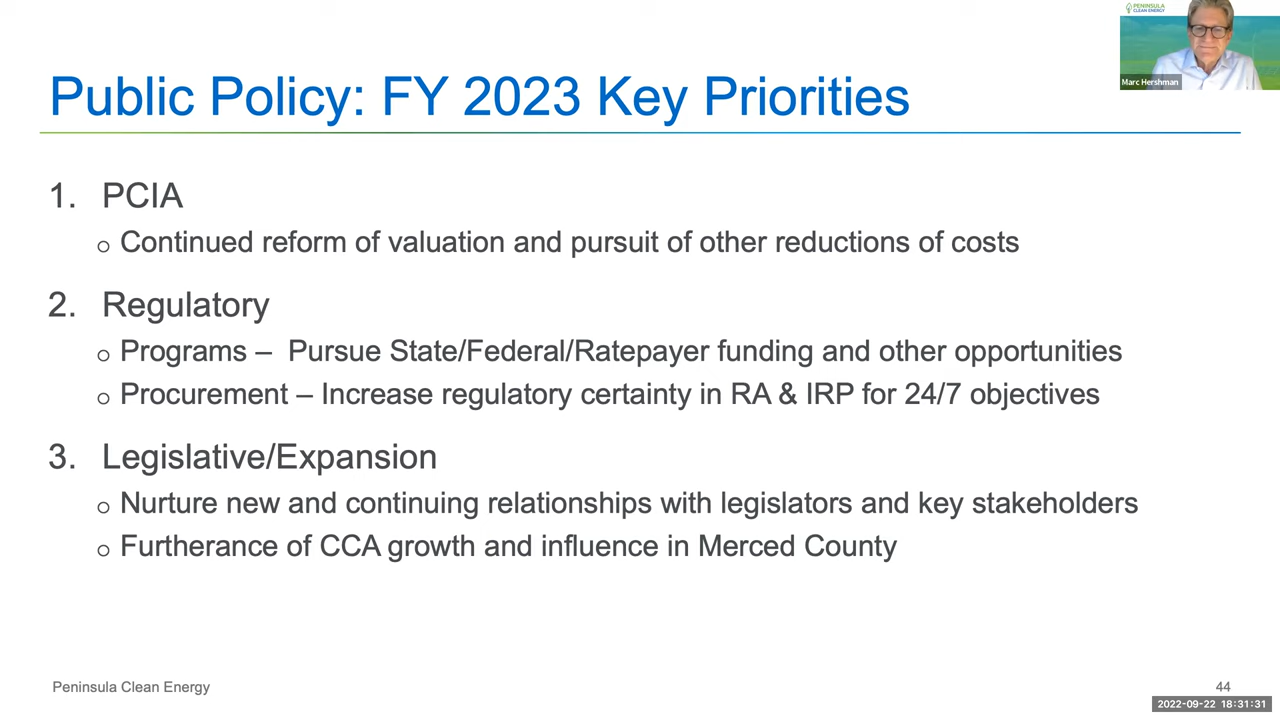 PENINSULA
CLEAN ENERGY
Marc Hershman
Public Policy: FY 2023 Key Priorities
1. PCIA
o Continued reform of valuation and pursuit of other reductions of costs
2. Regulatory
o Programs – Pursue State/Federal/Ratepayer funding and other opportunities
o Procurement – Increase regulatory certainty in RA & IRP for 24/7 objectives
3. Legislative/Expansion
o Nurture new and continuing relationships with legislators and key stakeholders
o Furtherance of CCA growth and influence in Merced County
Peninsula Clean Energy
44
2022-09-22 18:31:31